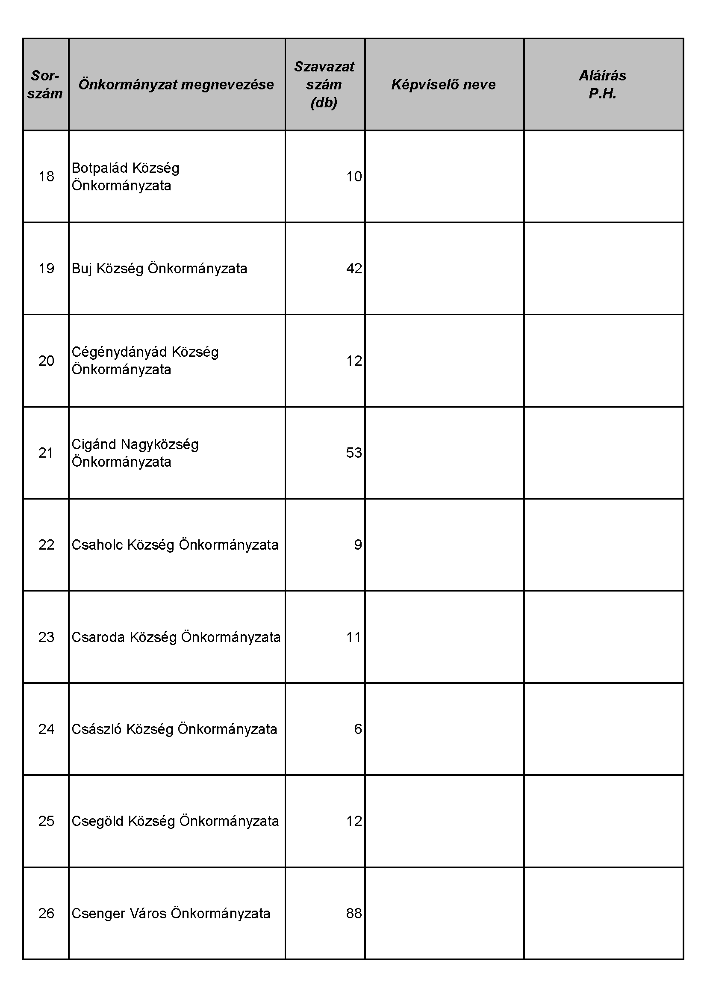 Sor-
szám
Önkormányzat megnevezése
Szavazat
szám
(db)
Képviselő neve
Aláírás
P.H.
18
Botpalád Község
Önkormányzata
10
19
Buj Község Önkormányzata
42
20
Cégénydányád Község
Önkormányzata
12
21
Cigánd Nagyközség
Önkormányzata
53
22
Csaholc Község Önkormányzata
9
23
Csaroda Község Önkormányzata
11
24
Császló Község Önkormányzata
6
25
Csegöld Község Önkormányzata
12
26
Csenger Város Önkormányzata
88